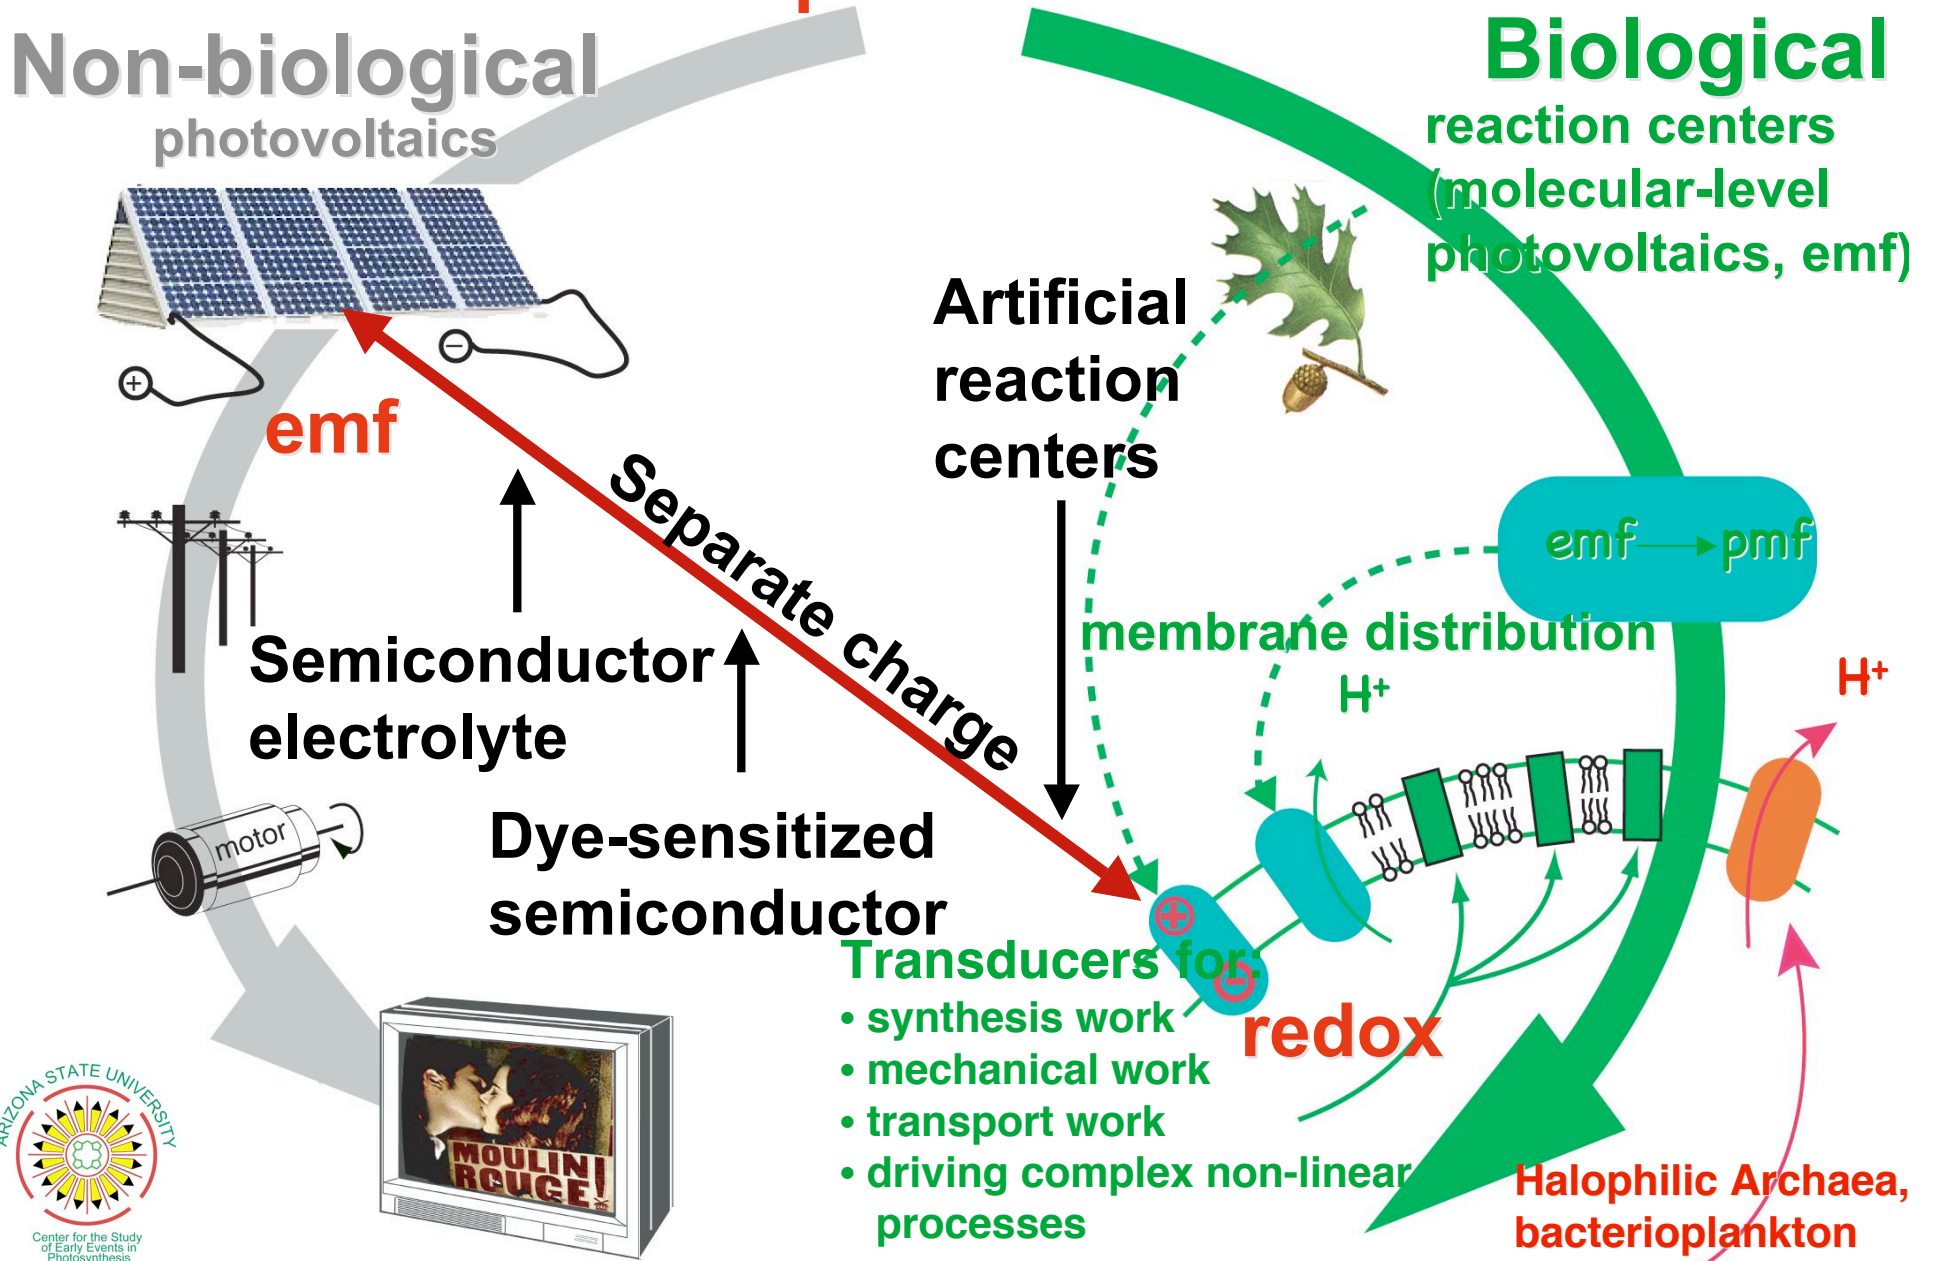 Non-biological
photovoltaics
Biological
reaction centers
(molecular-level
photovoltaics, emf)
Artificial
reaction
centers
−
+
emf
Separate charge
emf pmf
membrane distribution
H+
H+
Semiconductor
electrolyte
motor
Dye-sensitized
semiconductor
+
−
Transducers for:
• synthesis work
• mechanical work
• transport work
• driving complex non-linear
processes
redox
MOULIN
ROUGE!
Halophilic Archaea,
bacterioplankton
ARIZONA STATE UNIVERSITY
Center for the Study
of Early Events in
Photosynthesis